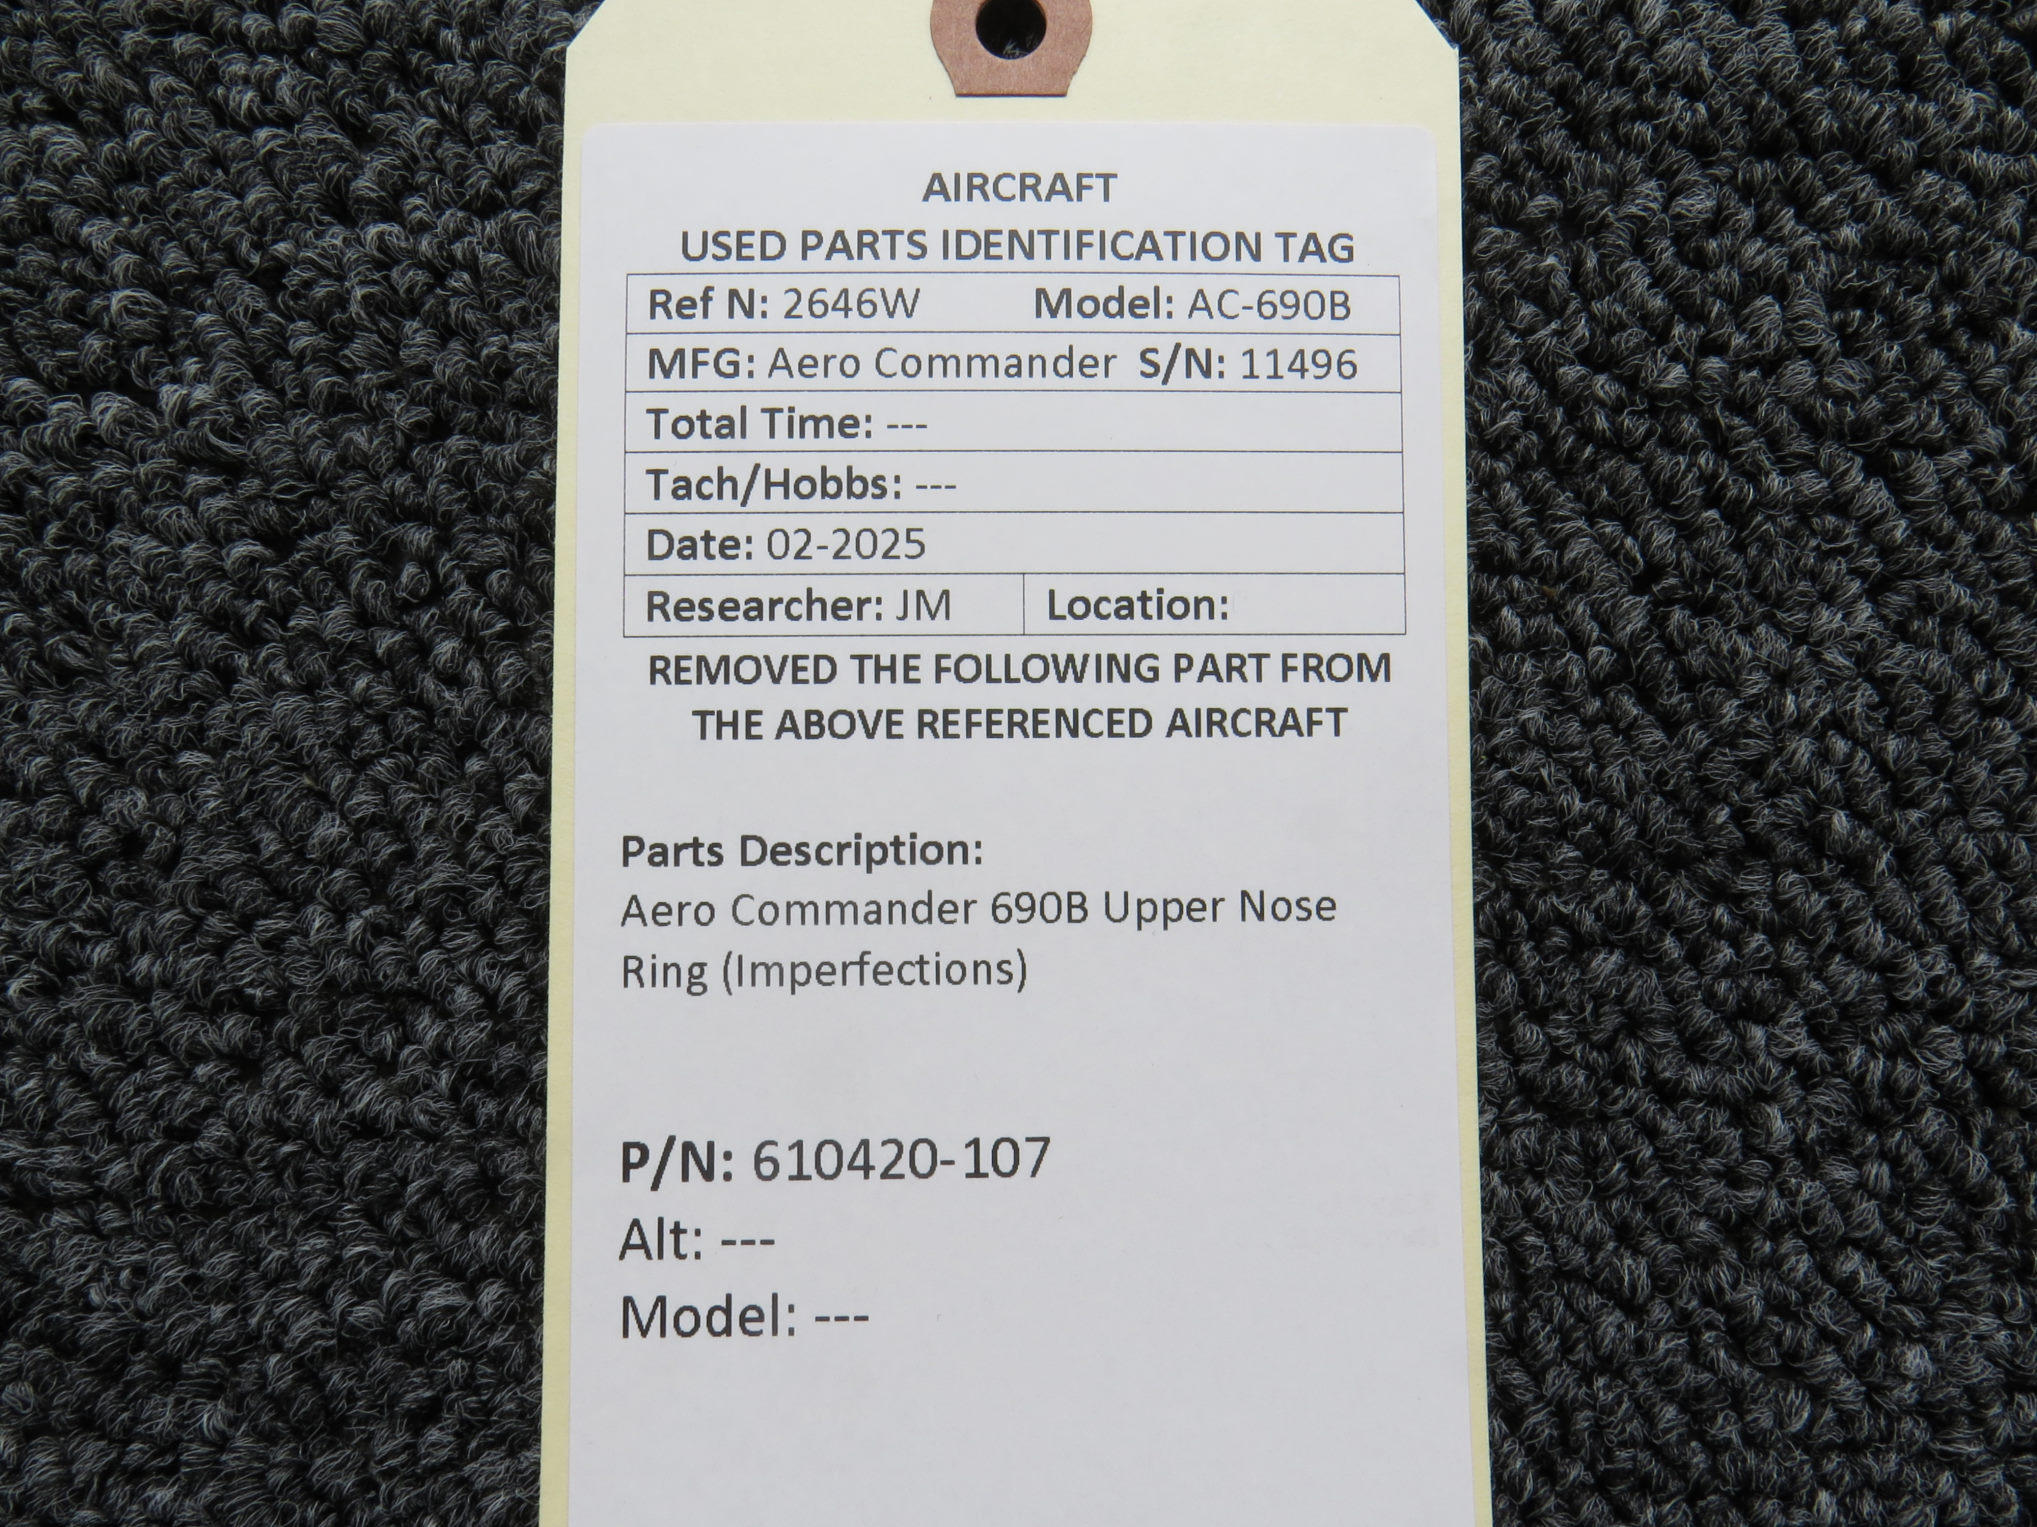 AIRCRAFT
USED PARTS IDENTIFICATION TAG
Ref N: 2646W Model: AC-690B
MFG: Aero Commander S/N: 11496
Total Time: ---
Tach/Hobbs: ---
Date: 02-2025
Researcher: JM Location:
REMOVED THE FOLLOWING PART FROM
THE ABOVE REFERENCED AIRCRAFT
Parts Description:
Aero Commander 690B Upper Nose
Ring (Imperfections)
P/N: 610420-107
Alt: ---
Model: ---